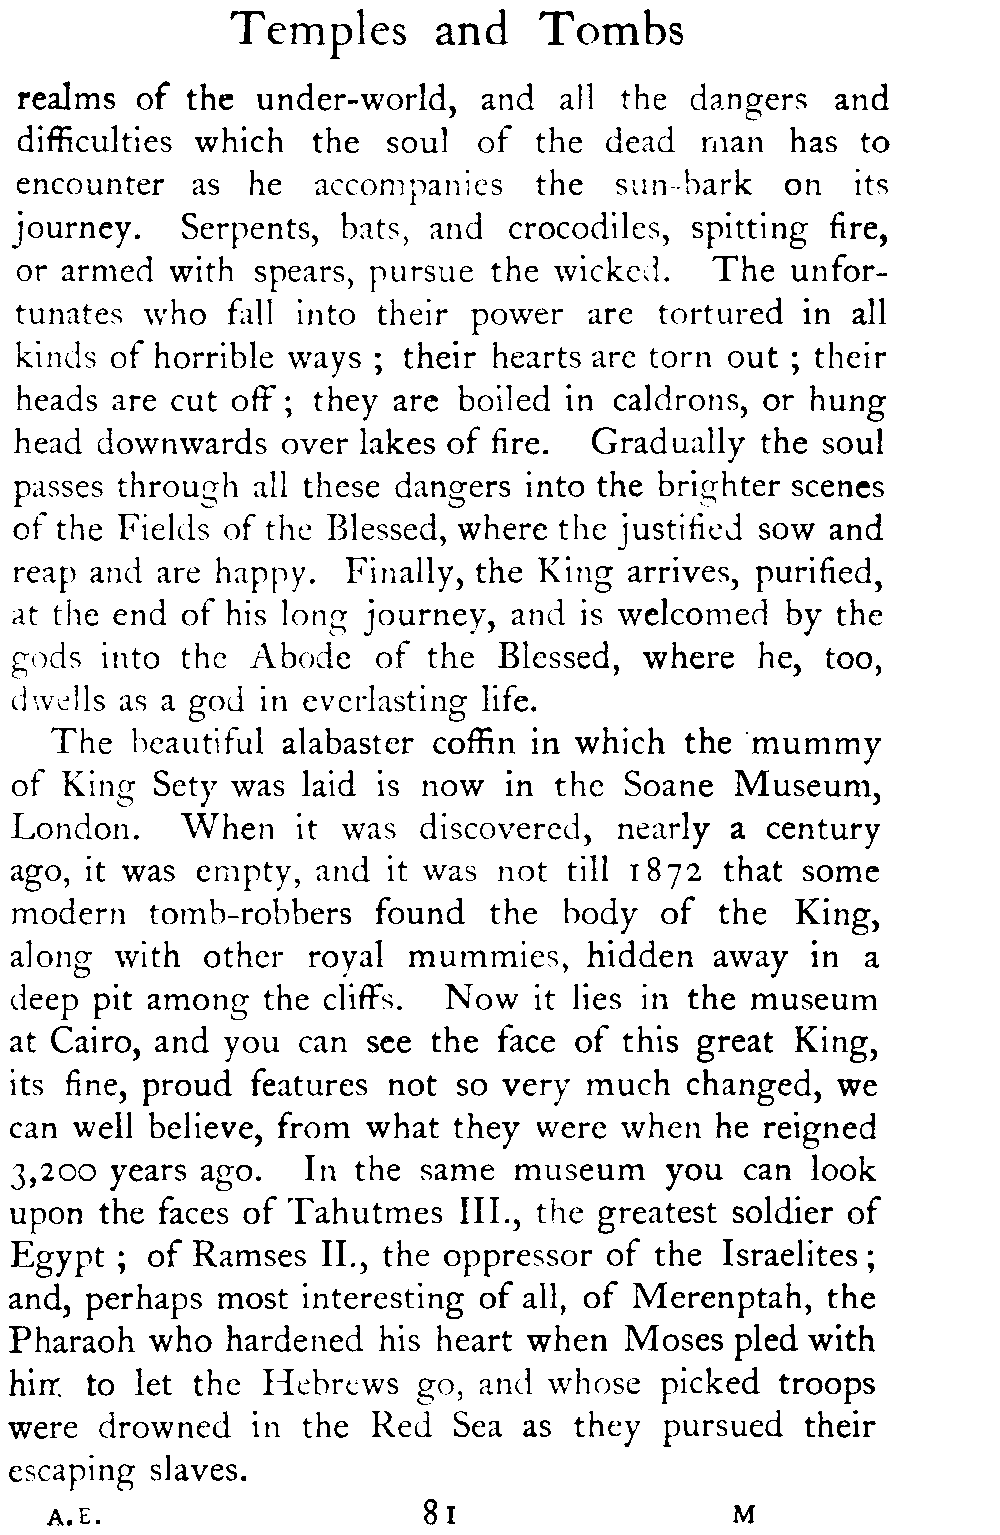 Temples and Tombs
realms of the under-world, and all the dangers and
difficulties which the soul of the dead man has to
encounter as he accompanies the sun-bark on its
journey. Serpents, bats, and crocodiles, spitting fire,
or armed with spears, pursue the wicked. The unfor-
tunates who fall into their power are tortured in all
kinds of horrible ways ; their hearts are torn out ; their
heads are cut off ; they are boiled in caldrons, or hung
head downwards over lakes of fire. Gradually the soul
passes through all these dangers into the brighter scenes
of the Fields of the Blessed, where the justified sow and
reap and are happy. Finally, the King arrives, purified,
at the end of his long journey, and is welcomed by the
gods into the Abode of the Blessed, where he, too,
dwells as a god in everlasting life.
The beautiful alabaster coffin in which the mummy
of King Sety was laid is now in the Soane Museum,
London. When it was discovered, nearly a century
ago, it was empty, and it was not till 1872 that some
modern tomb-robbers found the body of the King,
along with other royal mummies, hidden away in a
deep pit among the cliffs. Now it lies in the museum
at Cairo, and you can see the face of this great King,
its fine, proud features not so very much changed, we
can well believe, from what they were when he reigned
3,200 years ago. In the same museum you can look
upon the faces of Tahutmes III., the greatest soldier of
Egypt ; of Ramses II., the oppressor of the Israelites ;
and, perhaps most interesting of all, of Merenptah, the
Pharaoh who hardened his heart when Moses pled with
him to let the Hebrews go, and whose picked troops
were drowned in the Red Sea as they pursued their
escaping slaves.
A.E. 81 M